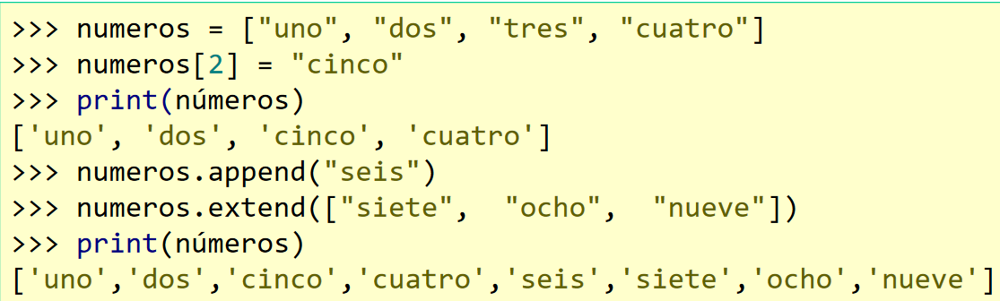 >>> numeros = ["uno", "dos", "tres", "cuatro"]
>>> numeros[2] = "cinco"
>>> print(números)
['uno', 'dos', 'cinco', 'cuatro']
>>> numeros.append("seis")
>>> numeros.extend(["siete",  "ocho",  "nueve"])
>>> print(números)
['uno','dos','cinco','cuatro','seis','siete','ocho','nueve']